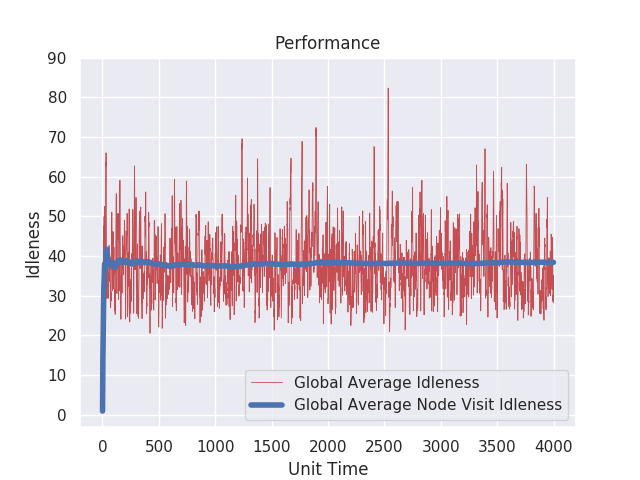 Performance
90
80
70
60
50
40
30
20
10
0
Idleness
Global Average Idleness
Global Average Node Visit Idleness
0 500 1000 1500 2000 2500 3000 3500 4000
Unit Time